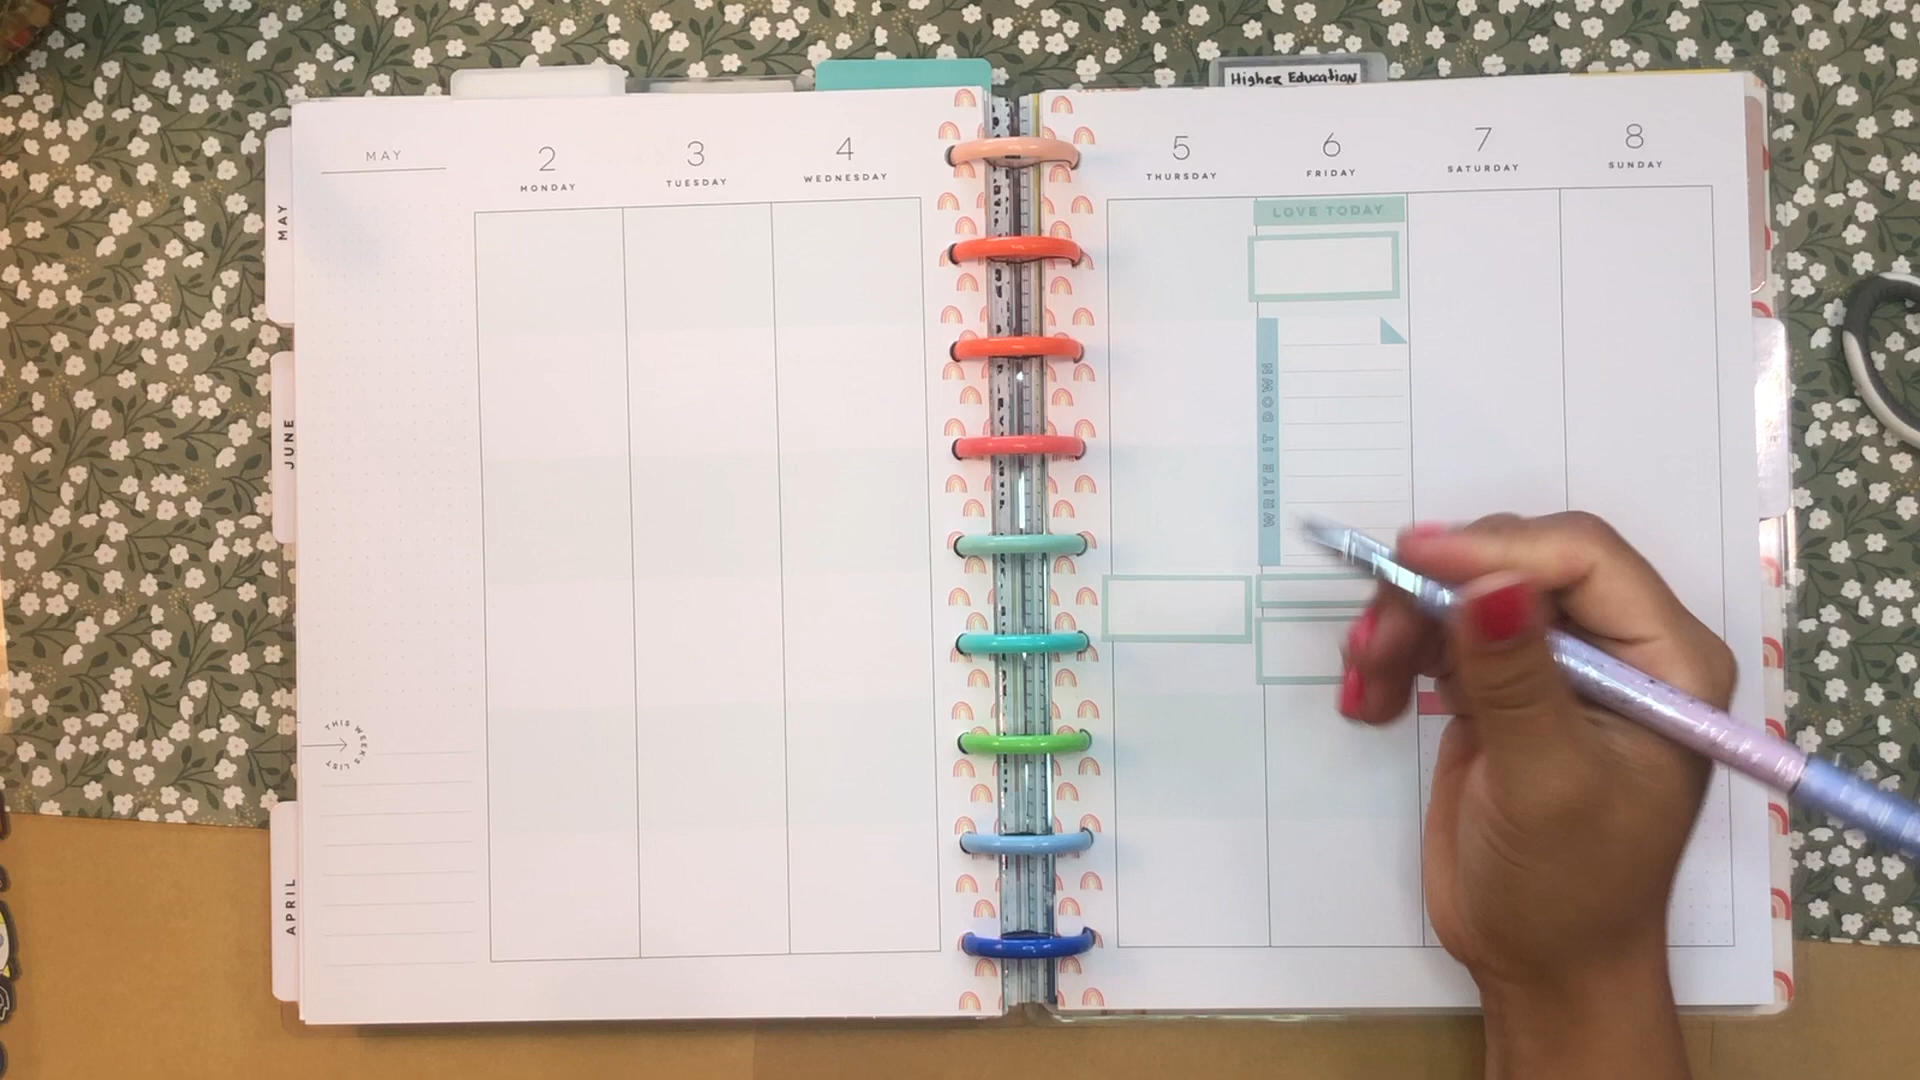 Higher Education
MAY
2
MONDAY
3
TUESDAY
4
WEDNESDAY
5
THURSDAY
6
FRIDAY
7
SATURDAY
8
SUNDAY
LOVE TODAY
WRITE IT DOWN
THIS WEEK'S LIST
MAY
JUNE
APRIL